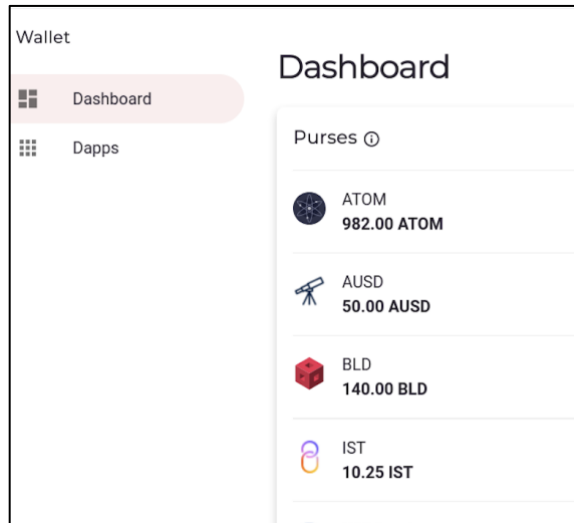 Wallet
Dashboard
Dapps
Dashboard
Purses
ATOM
982.00 ATOM
AUSD
50.00 AUSD
BLD
140.00 BLD
IST
10.25 IST